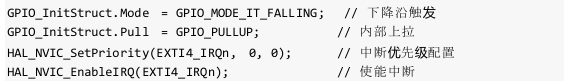 GPIO_InitStruct.Mode = GPIO_MODE_IT_FALLING; // 下降沿触发
GPIO_InitStruct.Pull = GPIO_PULLUP; // 内部上拉
HAL_NVIC_SetPriority(EXTI4_IRQn, 0, 0); // 中断优先级配置
HAL_NVIC_EnableIRQ(EXTI4_IRQn); // 使能中断